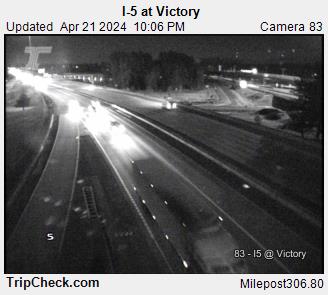 I-5 at Victory
Updated Apr 21 2024 10:06 PM Camera 83
T
S
83 - I5 @ Victory
TripCheck.com Milepost306.80